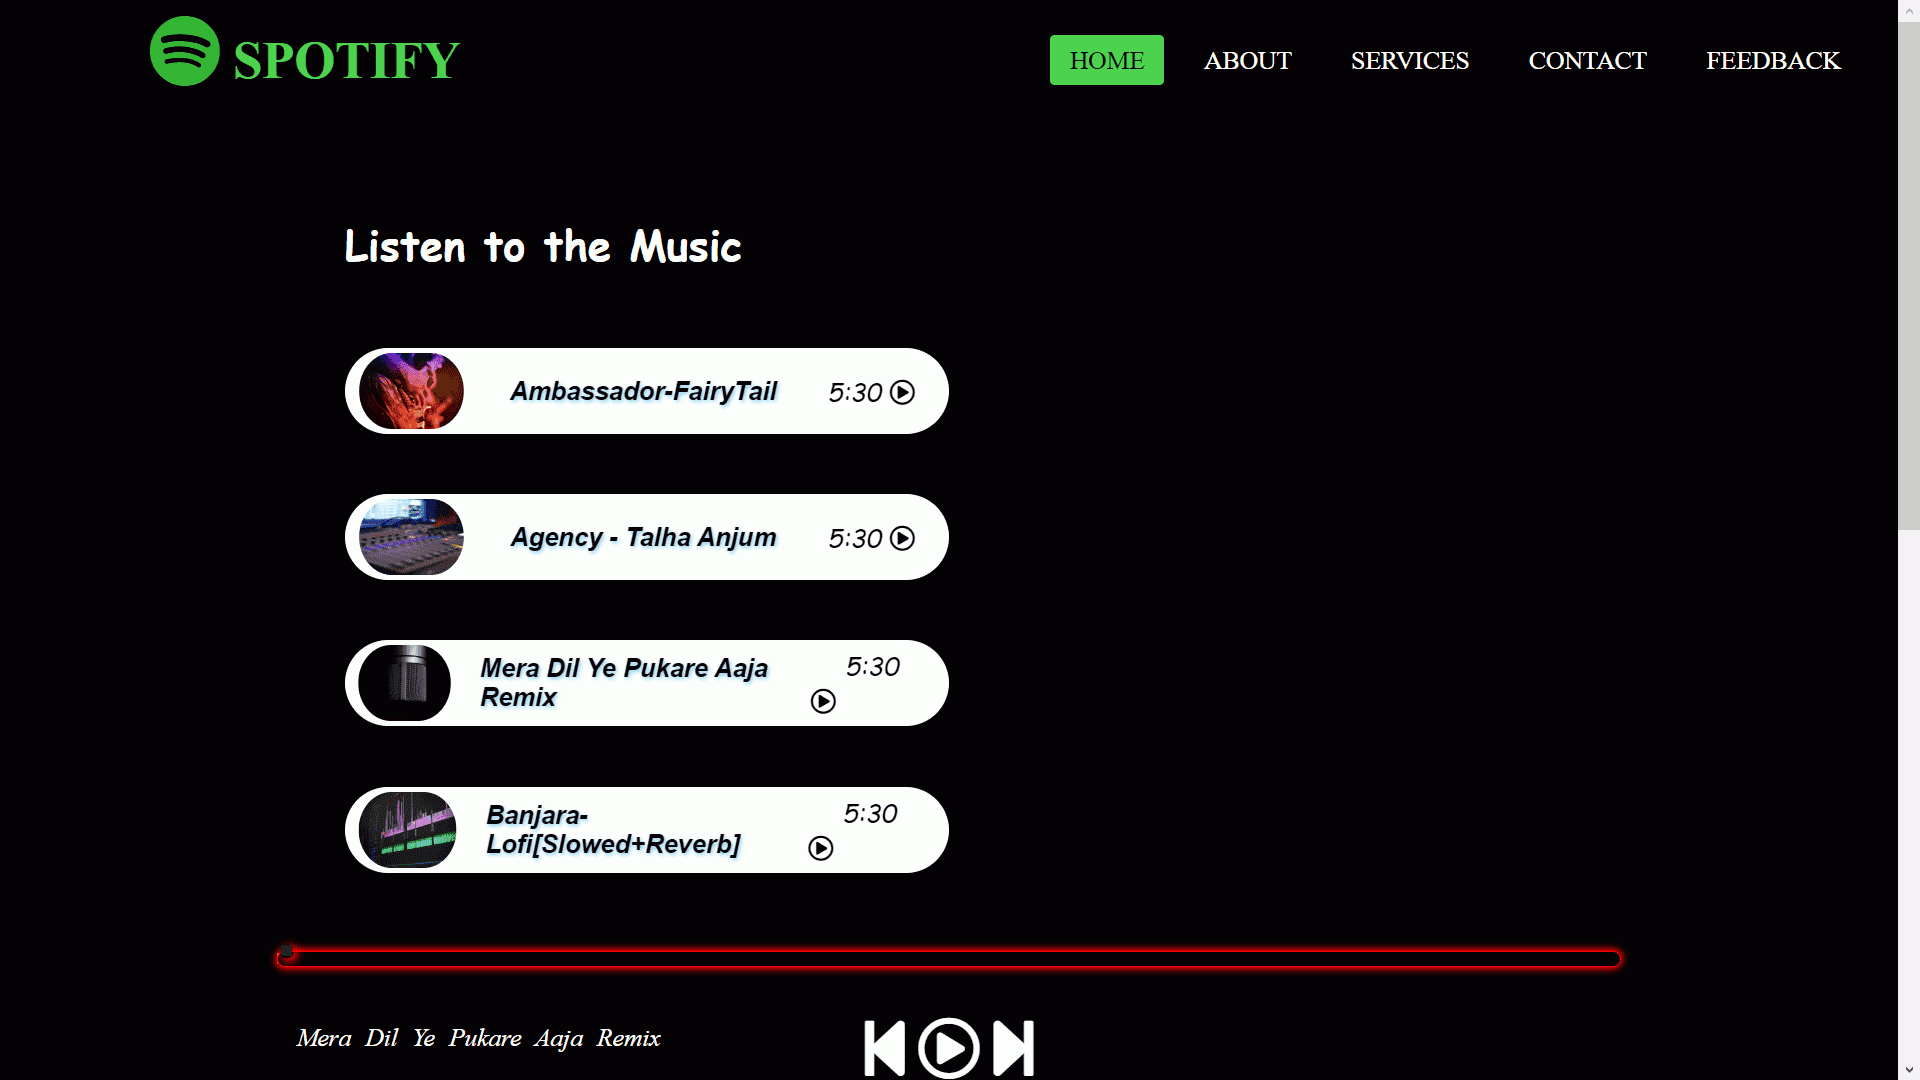 SPOTIFY
HOME ABOUT SERVICES CONTACT FEEDBACK
Listen to the Music
Ambassador-FairyTail 5:30
Agency - Talha Anjum 5:30
Mera Dil Ye Pukare Aaja 5:30
Remix
Banjara- 5:30
Lofi[Slowed+Reverb]
Mera Dil Ye Pukare Aaja Remix